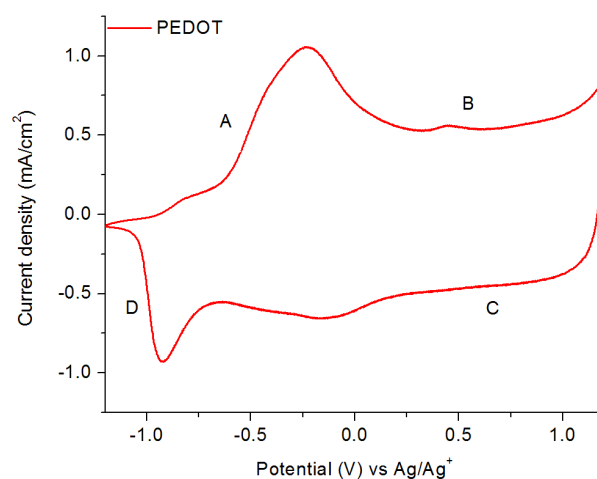 PEDOT
1.0
0.5
0.0
-0.5
-1.0
A
B
C
D
Current density (mA/cm²)
-1.0
-0.5
0.0
0.5
1.0
Potential (V) vs Ag/Ag⁺